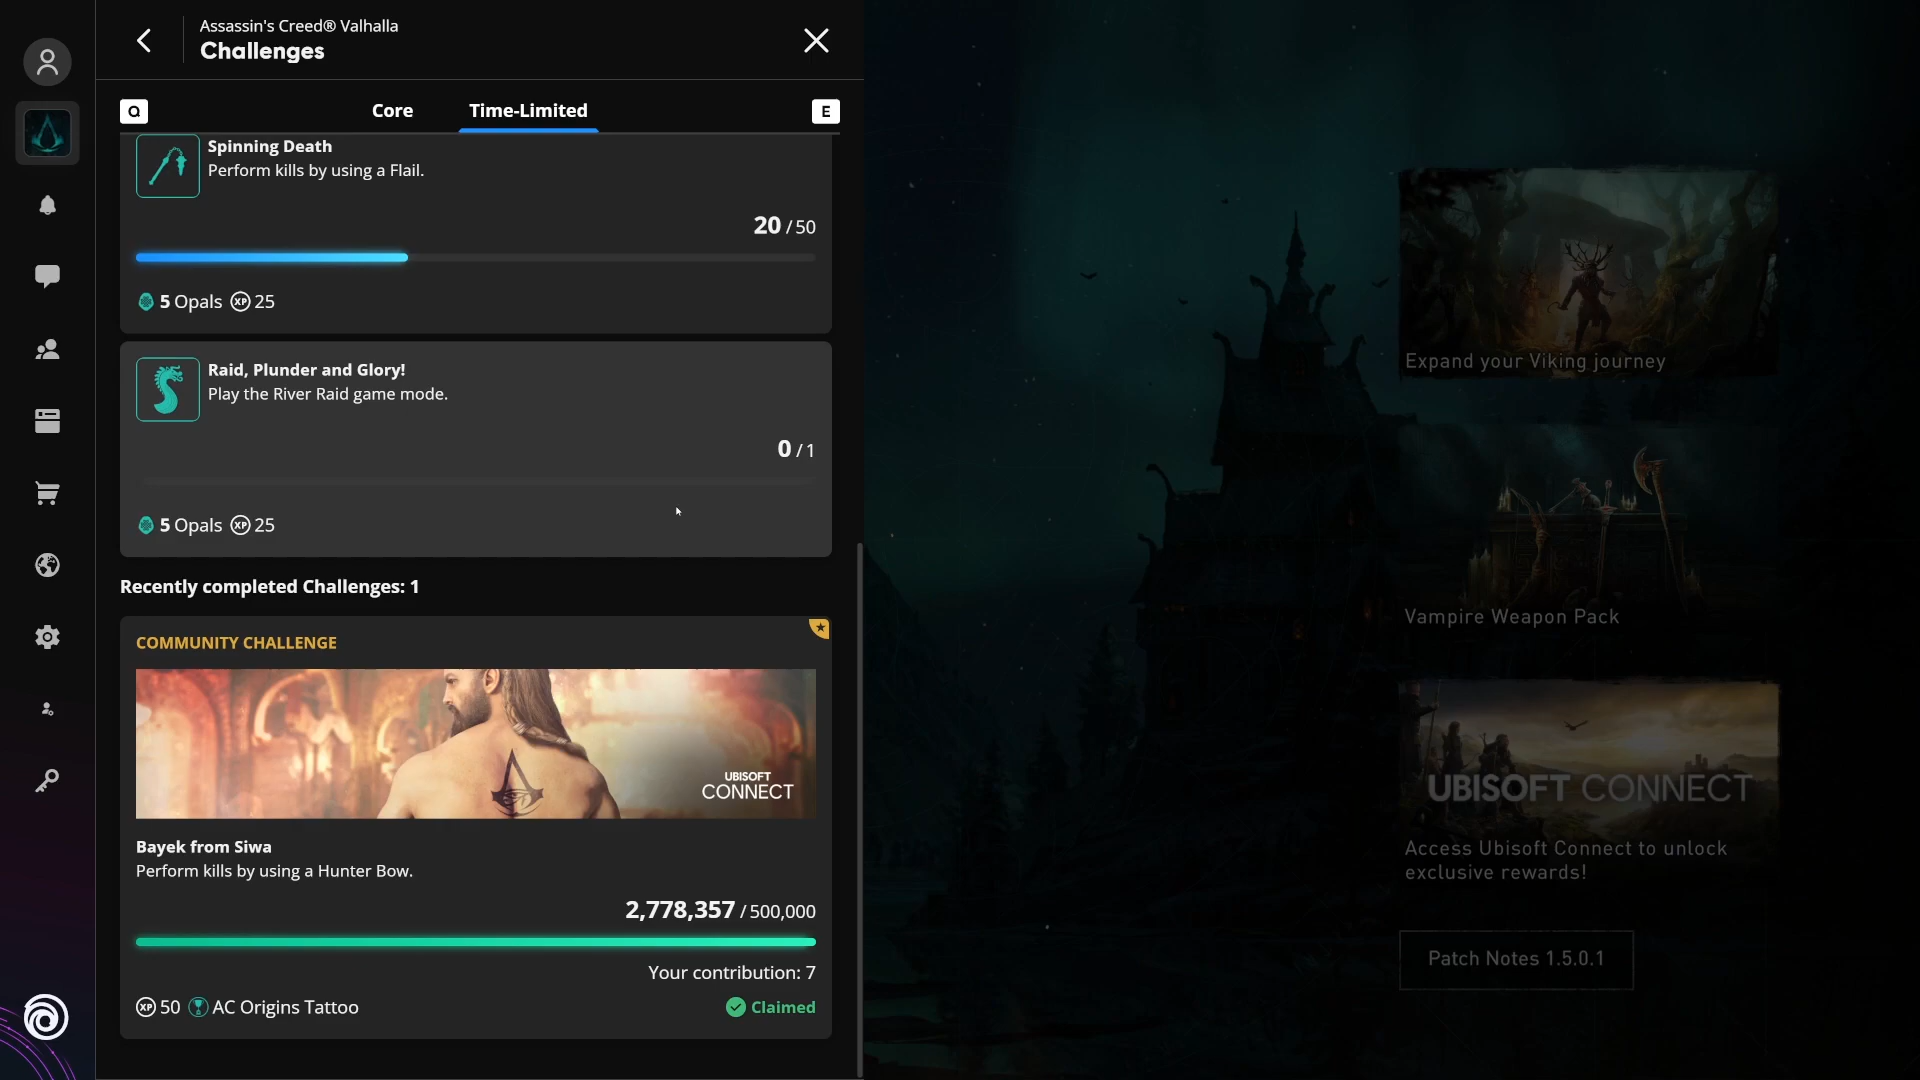 Assassin's Creed® Valhalla
Challenges
Q
Core
Time-Limited
E
Spinning Death
Perform kills by using a Flail.
20 / 50
5 Opals XP 25
Raid, Plunder and Glory!
Play the River Raid game mode.
0 / 1
5 Opals XP 25
Recently completed Challenges: 1
COMMUNITY CHALLENGE
UBISOFT
CONNECT
Bayek from Siwa
Perform kills by using a Hunter Bow.
2,778,357 / 500,000
Your contribution: 7
XP 50 AC Origins Tattoo
Claimed
Expand your Viking journey
Vampire Weapon Pack
UBISOFT CONNECT
Access Ubisoft Connect to unlock
exclusive rewards!
Patch Notes 1.5.0.1